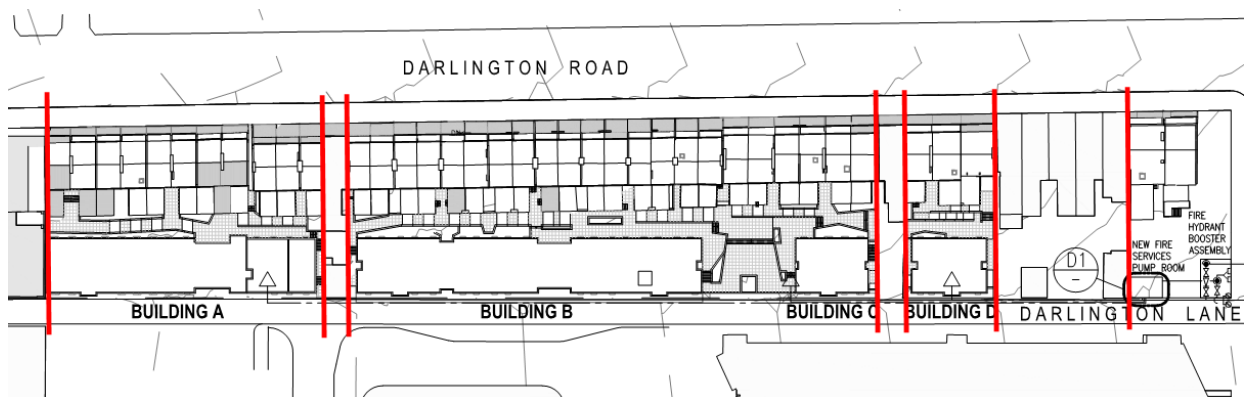 DARLINGTON ROAD
FIRE
HYDRANT
BOOSTER
ASSEMBLY
NEW FIRE
SERVICES
PUMP ROOM
D1
BUILDING A
BUILDING B
BUILDING C
BUILDING D
DARLINGTON LANE